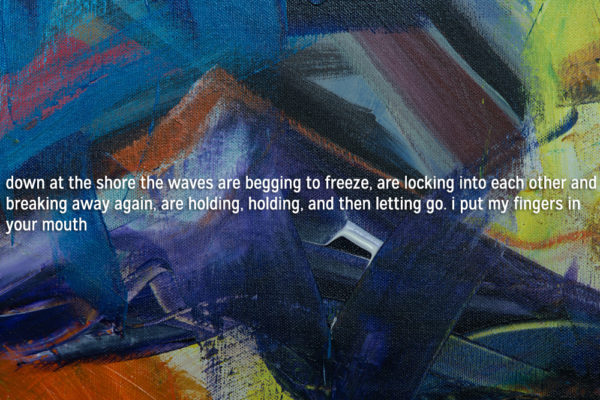 down at the shore the waves are begging to freeze, are locking into each other and
breaking away again, are holding, holding, and then letting go. i put my fingers in
your mouth